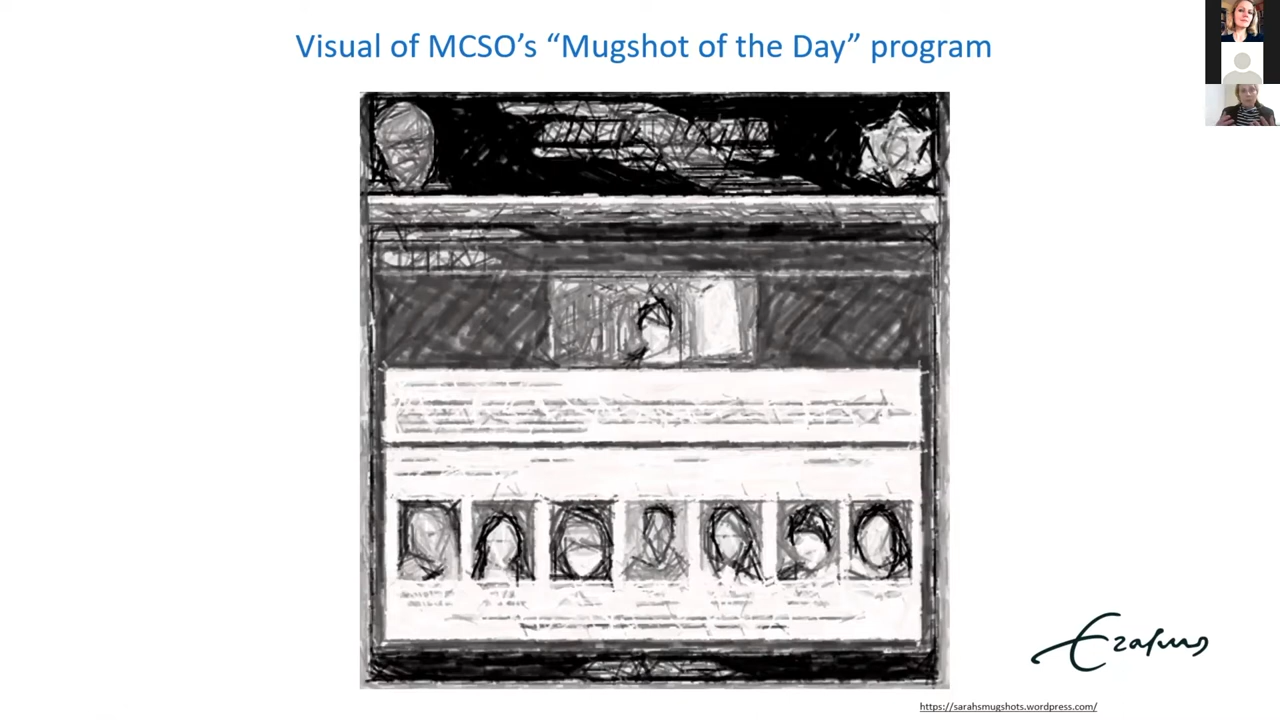 Visual of MCSO’s “Mugshot of the Day” program
Erasmus
https://sarahsmugshots.wordpress.com/